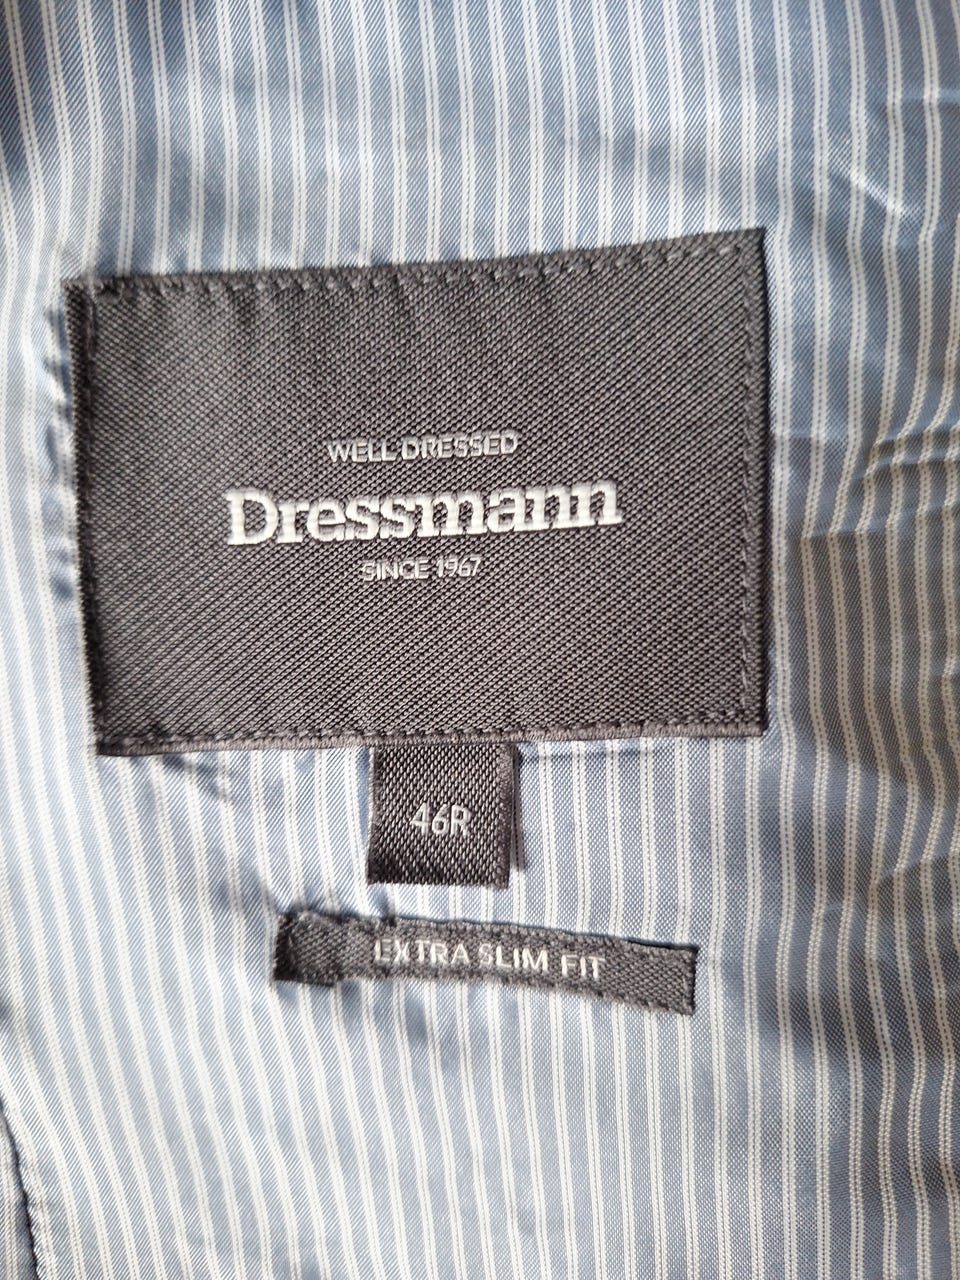 WELL DRESSED
Dressmann
SINCE 1967
46R
EXTRA SLIM FIT